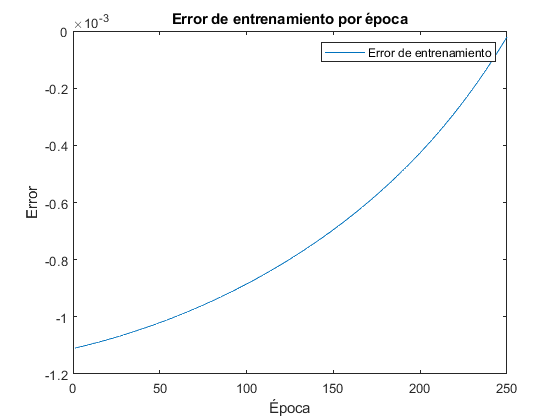 Error de entrenamiento por época
×10-3
Error de entrenamiento
0
-0.2
-0.4
-0.6
-0.8
-1
-1.2
Error
0 50 100 150 200 250
Época